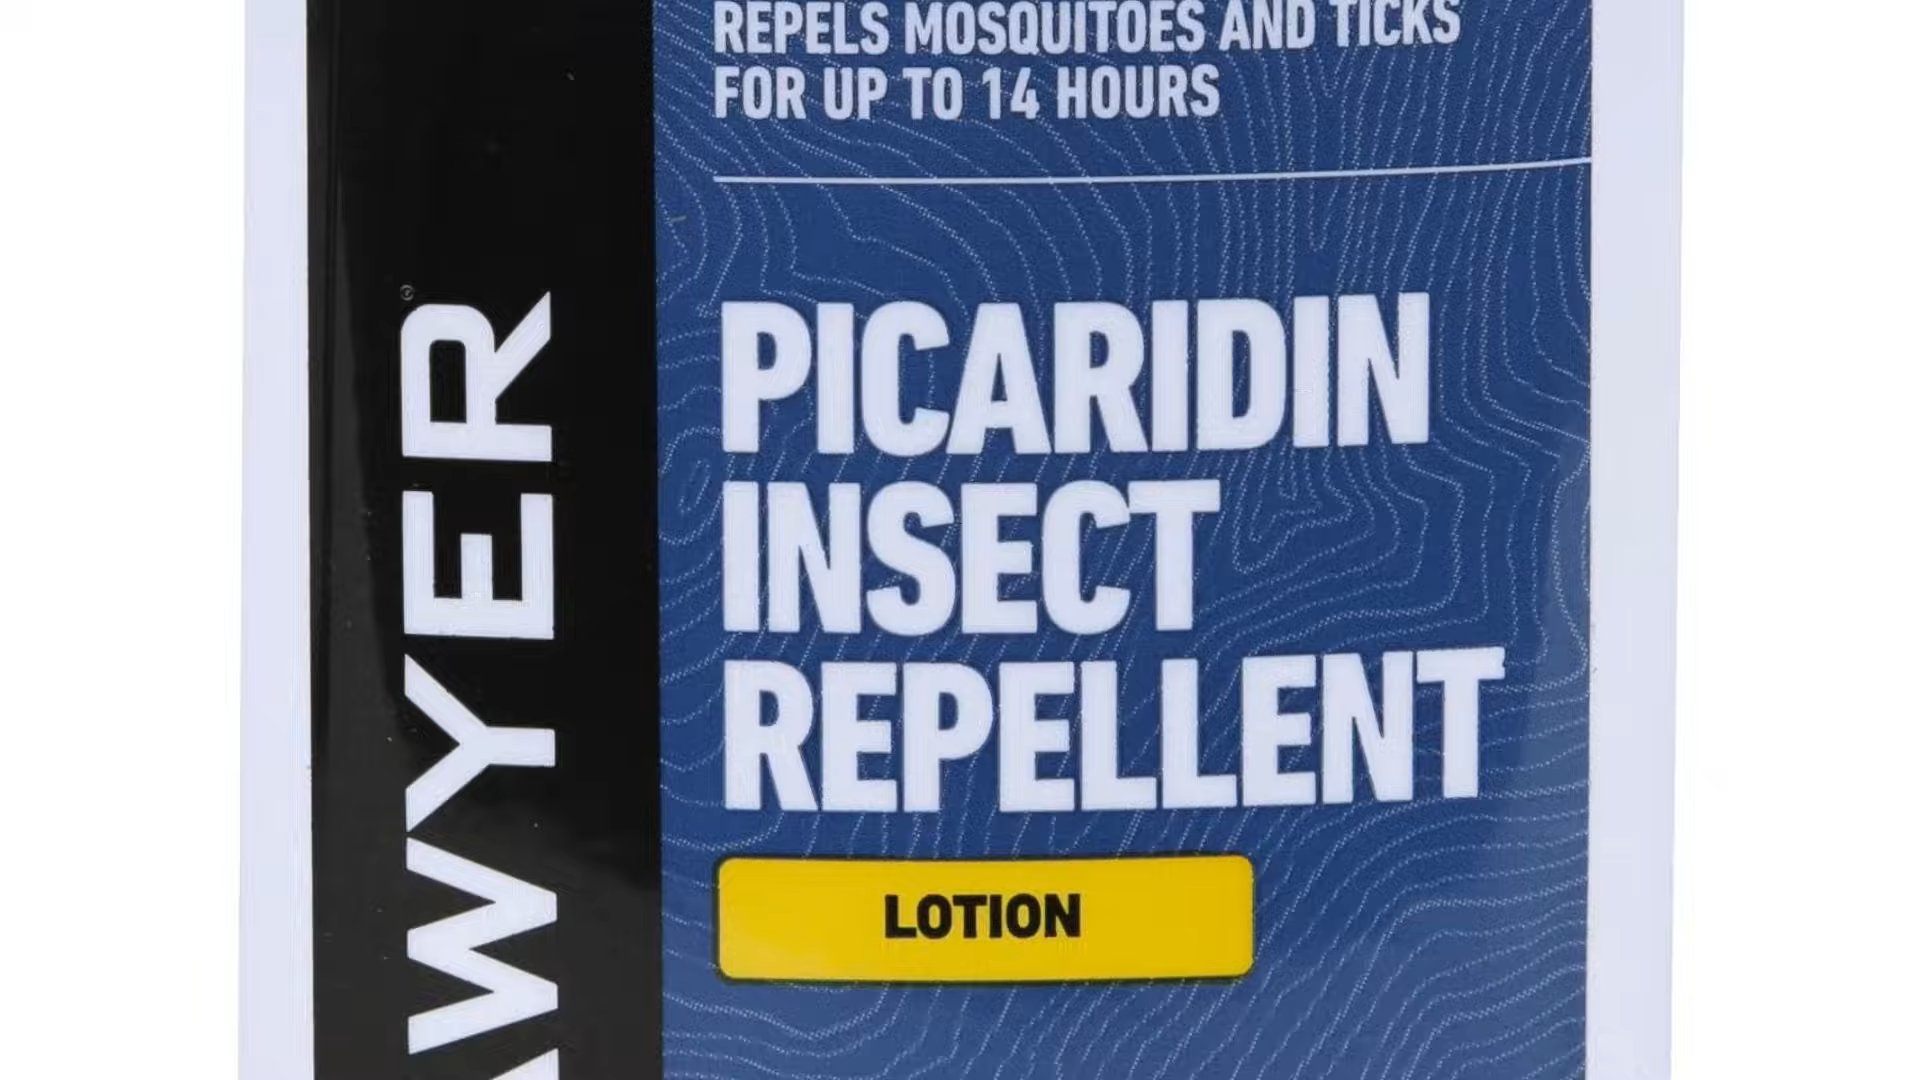 REPELS MOSQUITOES AND TICKS
FOR UP TO 14 HOURS
PICARIDIN
INSECT
REPELLENT
LOTION
WYER